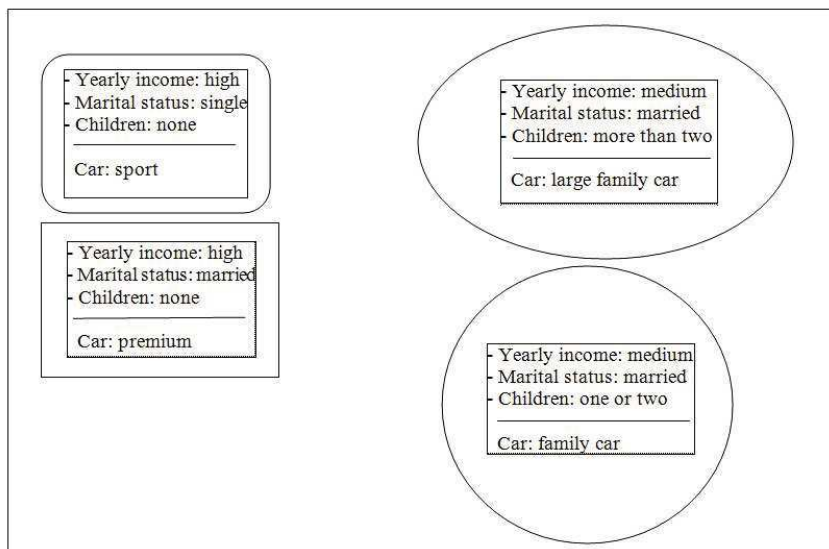 - Yearly income: high
- Marital status: single
- Children: none
Car: sport
- Yearly income: high
- Marital status: married
- Children: none
Car: premium
- Yearly income: medium
- Marital status: married
- Children: more than two
Car: large family car
- Yearly income: medium
- Marital status: married
- Children: one or two
Car: family car